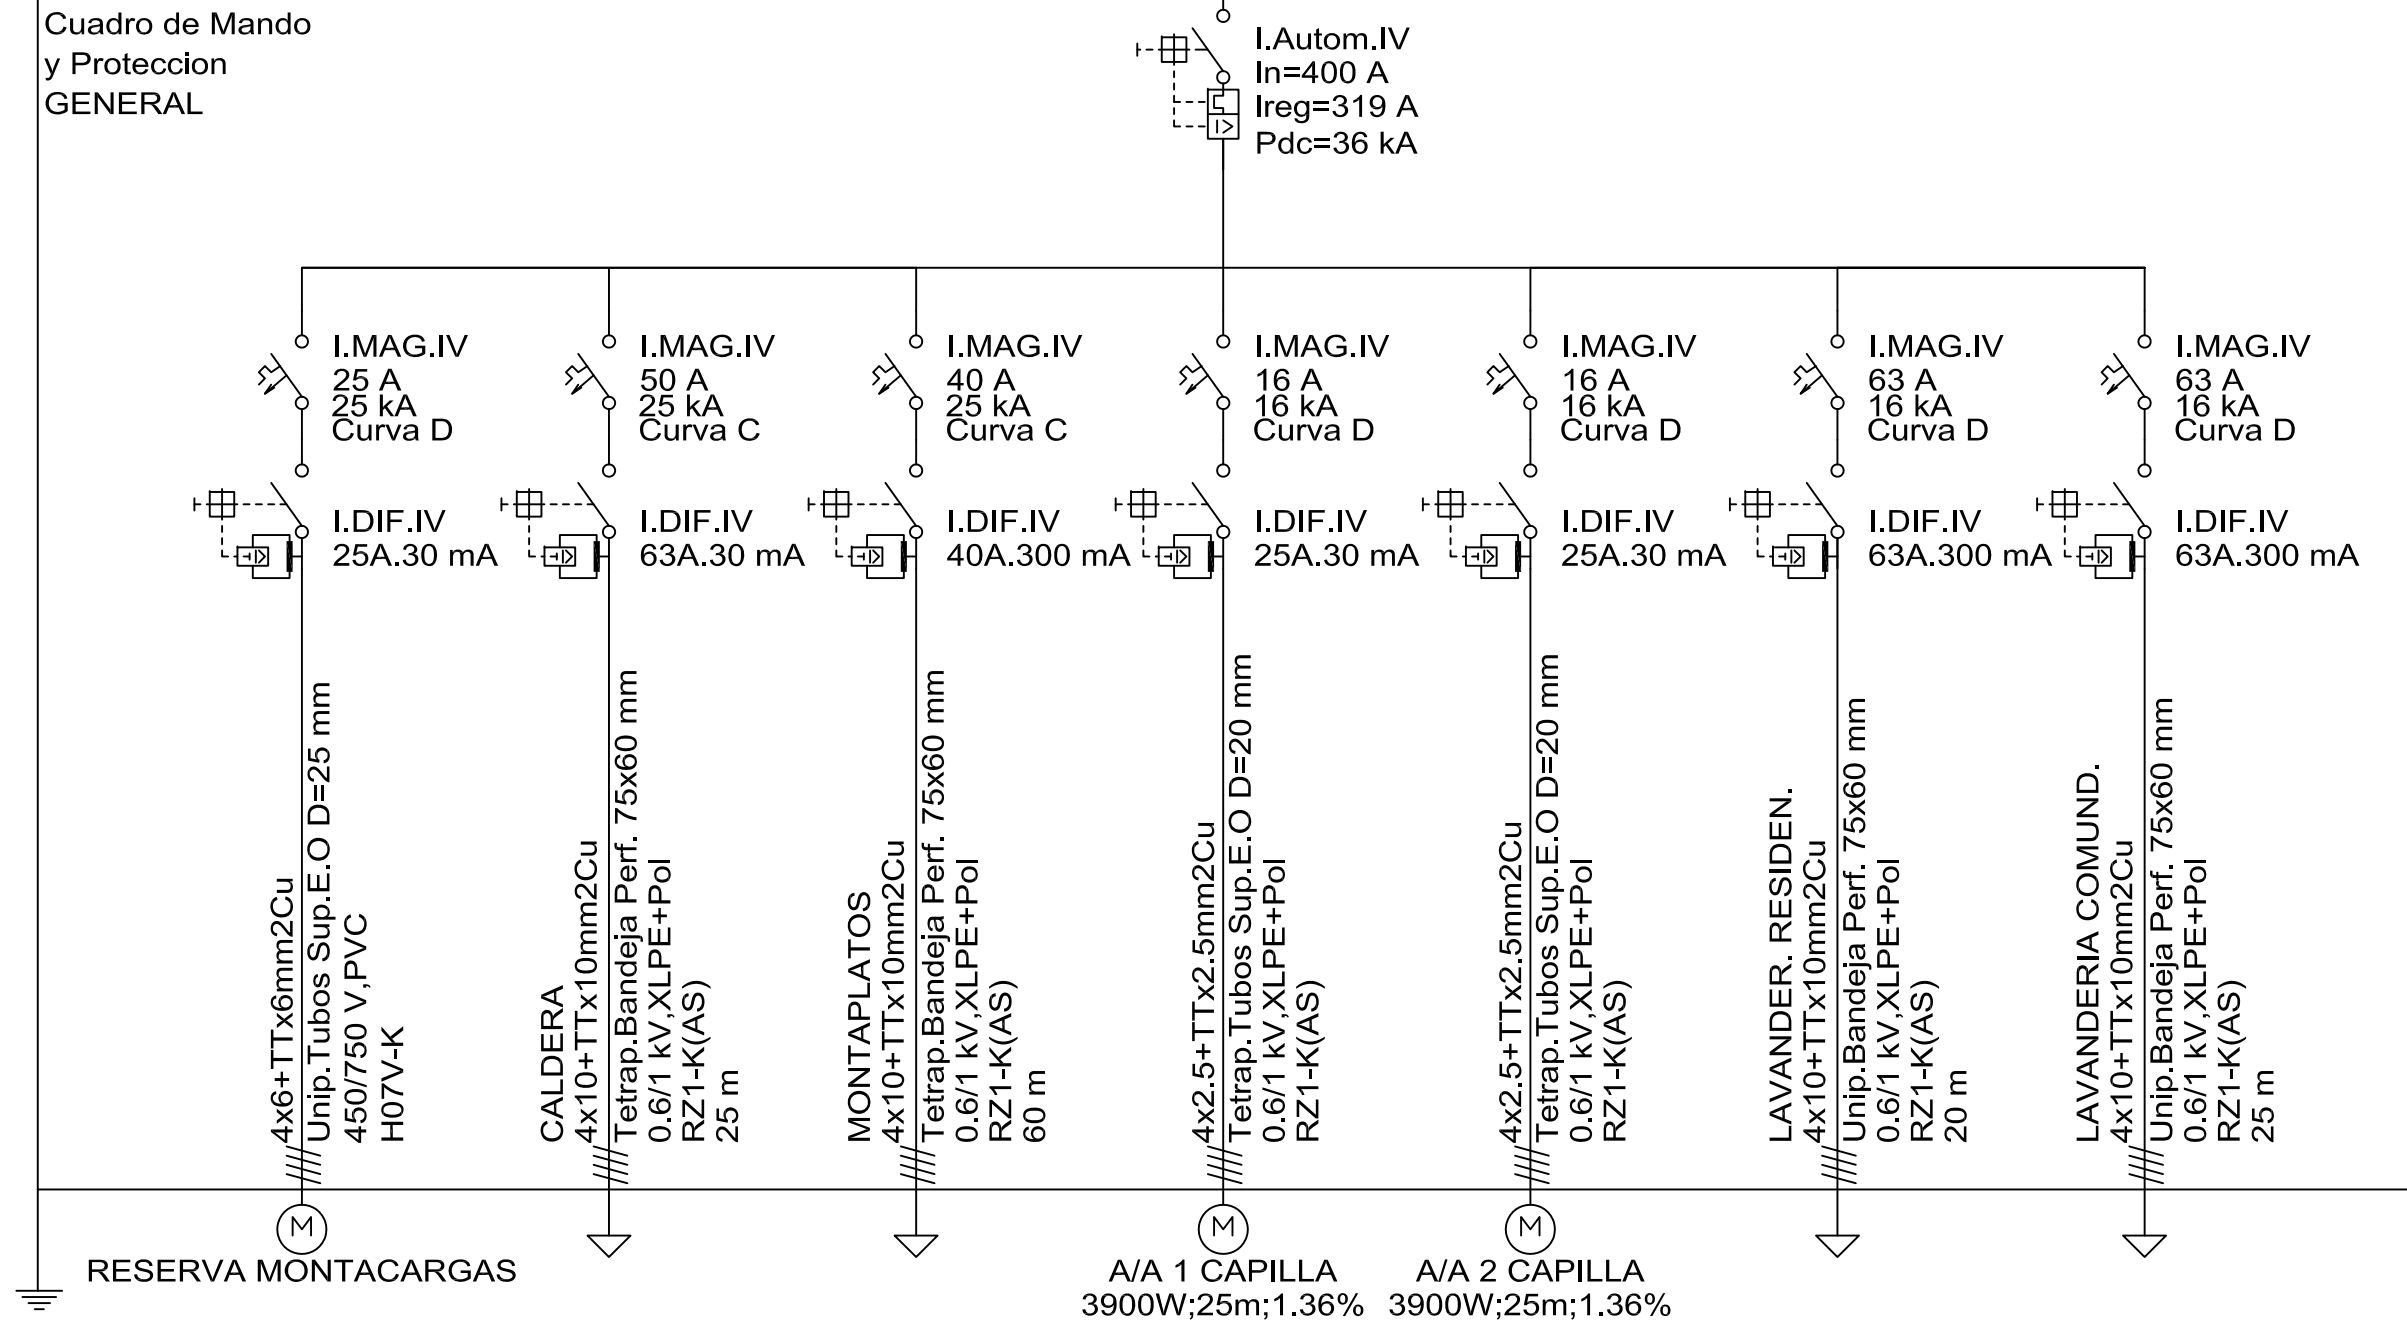 Cuadro de Mando
y Proteccion
GENERAL
I.Autom.IV
In=400 A
Ireg=319 A
Pdc=36 kA
I.MAG.IV
25 A
25 kA
Curva D
I.DIF.IV
25A.30 mA
4x6+TTx6mm2Cu
Unip.Tubos Sup.E.O D=25 mm
450/750 V,PVC
H07V-K
M
RESERVA MONTACARGAS
I.MAG.IV
50 A
25 kA
Curva C
I.DIF.IV
63A.30 mA
CALDERA
4x10+TTx10mm2Cu
Tetrap.Bandeja Perf. 75x60 mm
0.6/1 kV,XLPE+Pol
RZ1-K(AS)
25 m
I.MAG.IV
40 A
25 kA
Curva C
I.DIF.IV
40A.300 mA
MONTAPLATOS
4x10+TTx10mm2Cu
Tetrap.Bandeja Perf. 75x60 mm
0.6/1 kV,XLPE+Pol
RZ1-K(AS)
60 m
I.MAG.IV
16 A
16 kA
Curva D
I.DIF.IV
25A.30 mA
4x2.5+TTx2.5mm2Cu
Tetrap.Tubos Sup.E.O D=20 mm
0.6/1 kV,XLPE+Pol
RZ1-K(AS)
M
A/A 1 CAPILLA
3900W;25m;1.36%
I.MAG.IV
16 A
16 kA
Curva D
I.DIF.IV
25A.30 mA
4x2.5+TTx2.5mm2Cu
Tetrap.Tubos Sup.E.O D=20 mm
0.6/1 kV,XLPE+Pol
RZ1-K(AS)
M
A/A 2 CAPILLA
3900W;25m;1.36%
I.MAG.IV
63 A
16 kA
Curva D
I.DIF.IV
63A.300 mA
LAVANDER. RESIDEN.
4x10+TTx10mm2Cu
Unip.Bandeja Perf. 75x60 mm
0.6/1 kV,XLPE+Pol
RZ1-K(AS)
20 m
I.MAG.IV
63 A
16 kA
Curva D
I.DIF.IV
63A.300 mA
LAVANDERIA COMUND.
4x10+TTx10mm2Cu
Unip.Bandeja Perf. 75x60 mm
0.6/1 kV,XLPE+Pol
RZ1-K(AS)
25 m